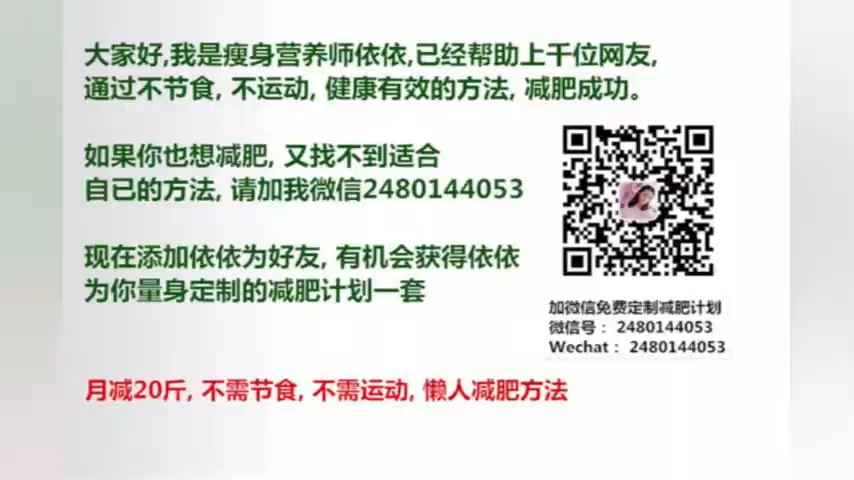 大家好,我是瘦身营养师依依,已经帮助上千位网友,
通过不节食, 不运动, 健康有效的方法, 减肥成功。
如果你也想减肥, 又找不到适合
自已的方法, 请加我微信2480144053
现在添加依依为好友, 有机会获得依依
为你量身定制的减肥计划一套
加微信免费定制减肥计划
微信号： 2480144053
Wechat： 2480144053
月减20斤, 不需节食, 不需运动, 懒人减肥方法